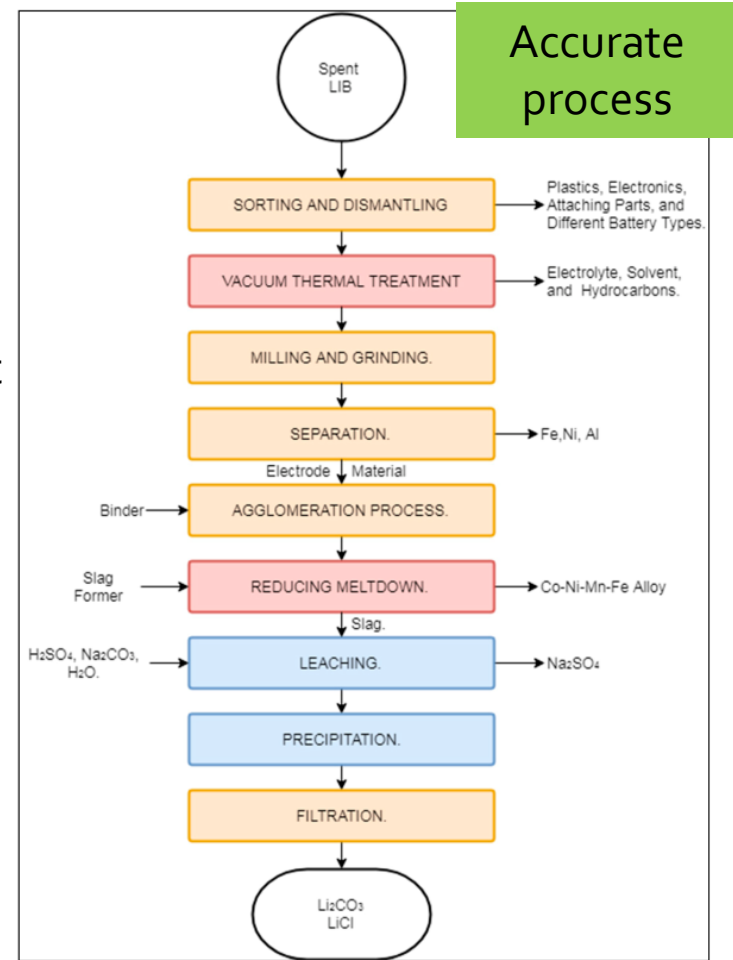 Accurate
process
Spent
LIB
SORTING AND DISMANTLING
Plastics, Electronics,
Attaching Parts, and
Different Battery Types.
VACUUM THERMAL TREATMENT
Electrolyte, Solvent,
and Hydrocarbons.
MILLING AND GRINDING.
SEPARATION.
Fe,Ni, Al
Electrode Material
Binder
AGGLOMERATION PROCESS.
Slag
Former
REDUCING MELTDOWN.
Co-Ni-Mn-Fe Alloy
Slag.
H₂SO₄, Na₂CO₃,
H₂O.
LEACHING.
Na₂SO₄
PRECIPITATION.
FILTRATION.
Li₂CO₃
LiCl